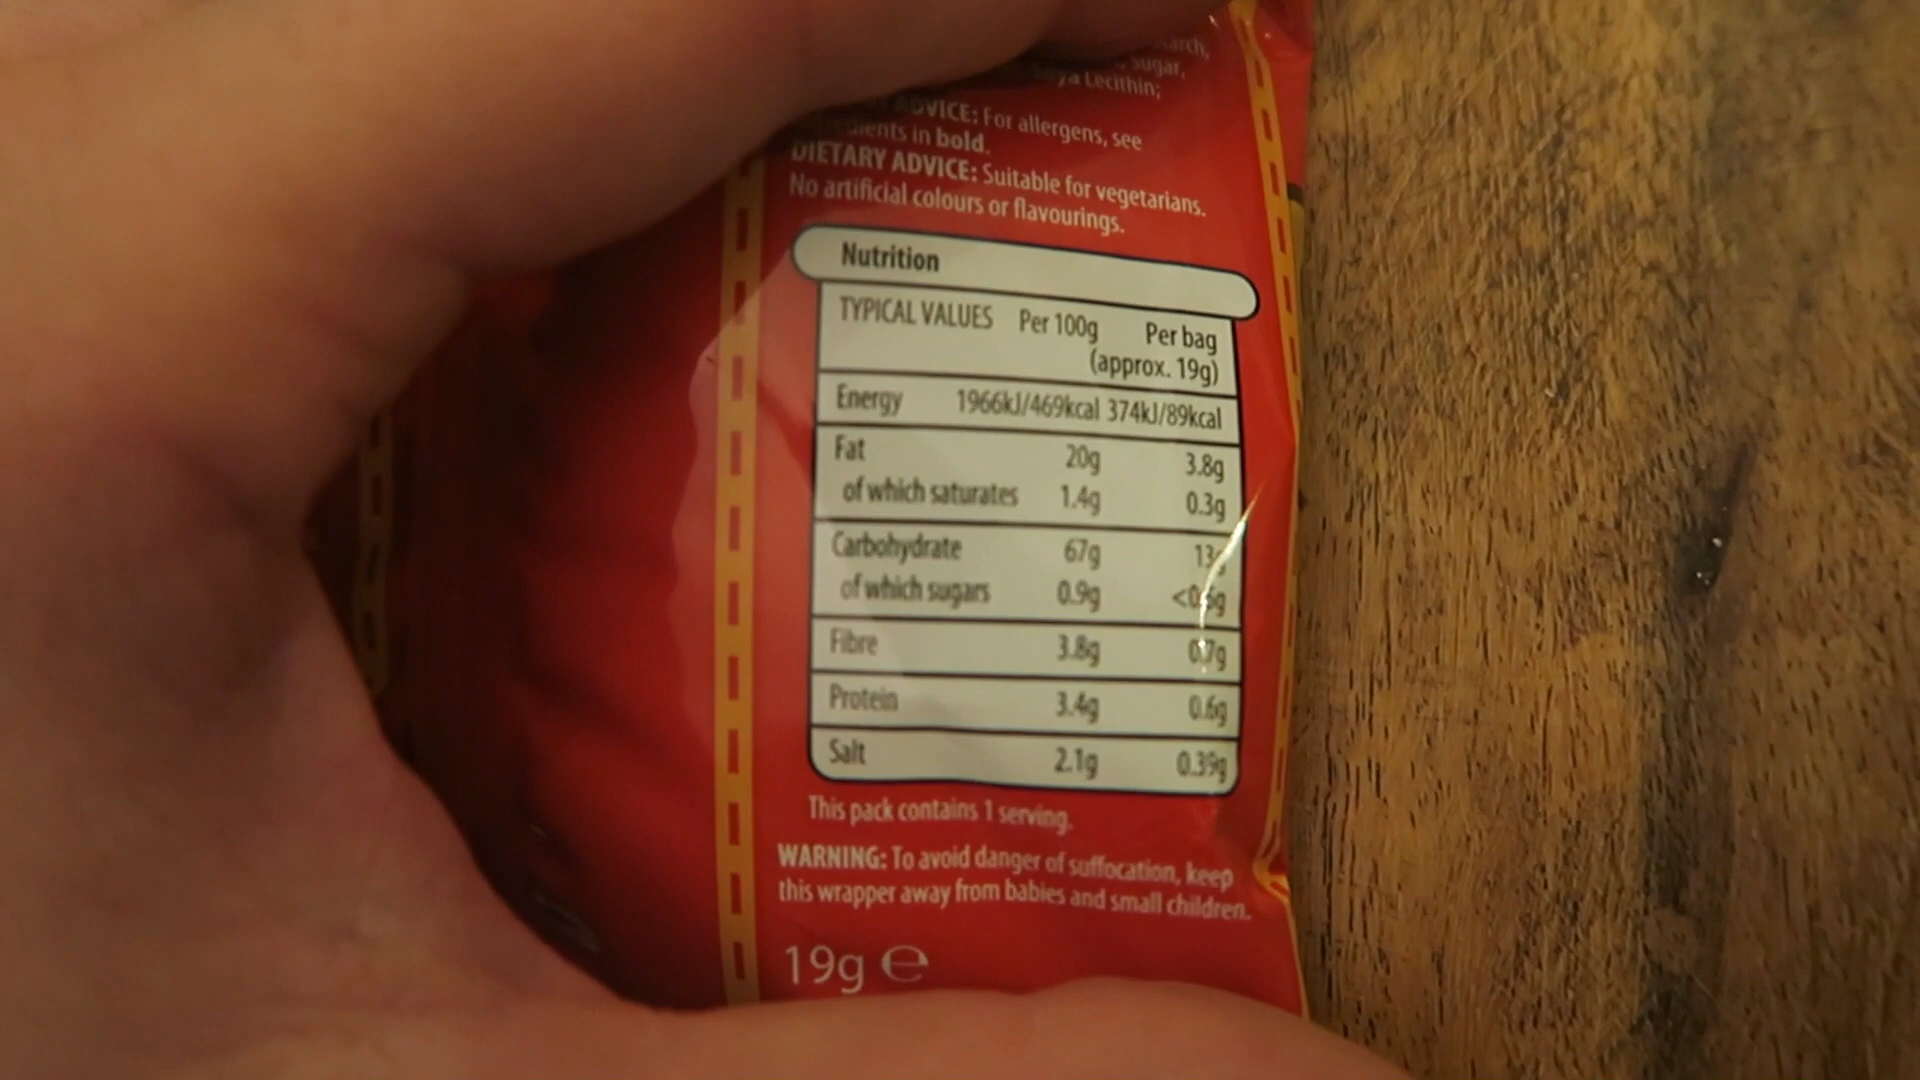 Sugar,
Lecithin;
ADVICE: For allergens, see
in bold.
DIETARY ADVICE: Suitable for vegetarians.
No artificial colours or flavourings.
Nutrition
TYPICAL VALUES Per 100g Per bag
(approx. 19g)
Energy 1966kJ/469kcal 374kJ/89kcal
Fat 20g 3.8g
of which saturates 1.4g 0.3g
Carbohydrate 67g
of which sugars 0.9g
Fibre 3.8g 0.7g
Protein 3.4g 0.6g
Salt 2.1g 0.39g
This pack contains 1 serving.
WARNING: To avoid danger of suffocation, keep
this wrapper away from babies and small children.
19g ℮